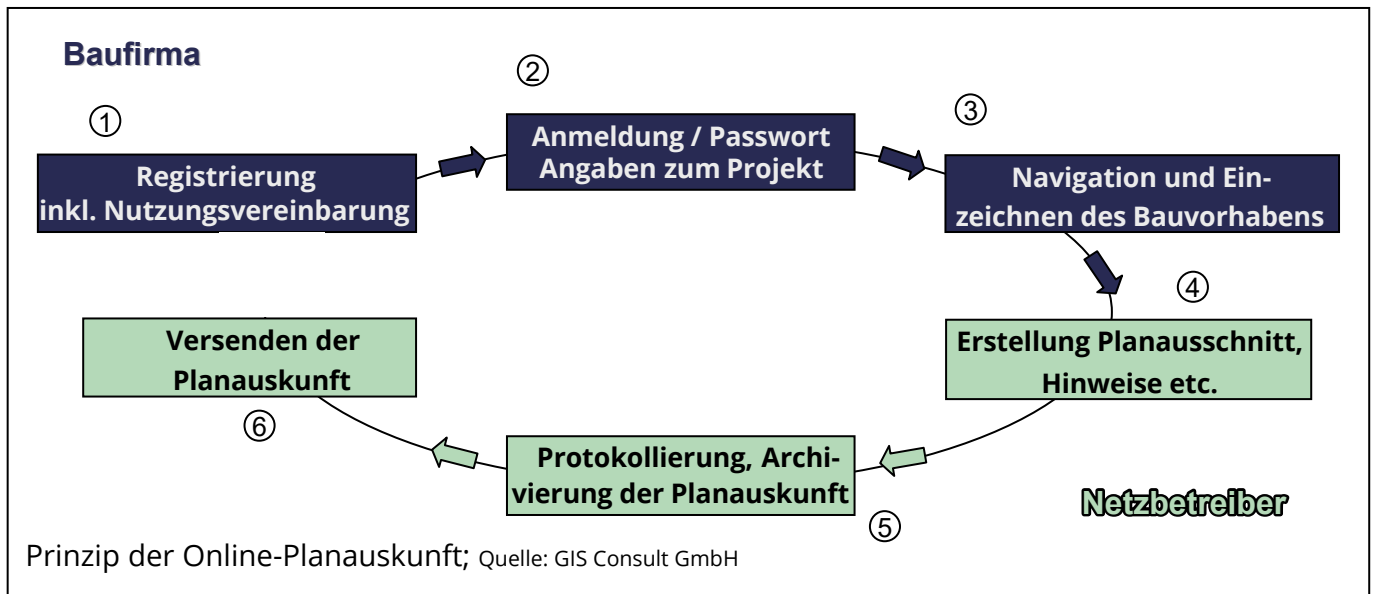 Baufirma
①
Registrierung
inkl. Nutzungsvereinbarung
②
Anmeldung / Passwort
Angaben zum Projekt
③
Navigation und Ein-
zeichnen des Bauvorhabens
④
Erstellung Planausschnitt,
Hinweise etc.
Protokollierung, Archi-
vierung der Planauskunft
⑤
Versenden der
Planauskunft
⑥
Netzbetreiber
Prinzip der Online-Planauskunft; Quelle: GIS Consult GmbH